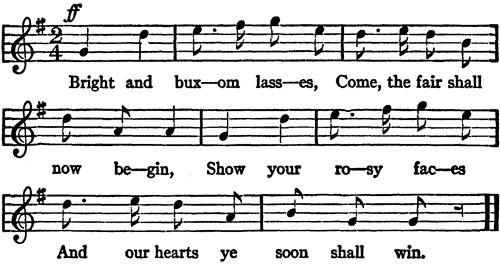 ff
2
4
Bright and bux—om lass—es, Come, the fair shall
now be—gin, Show your ro—sy fac—es
And our hearts ye soon shall win.